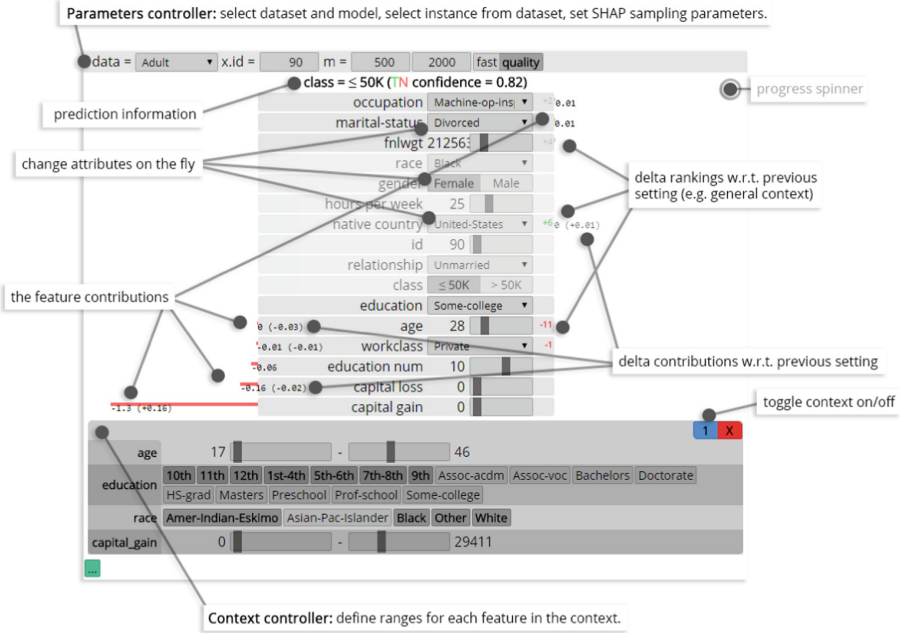 Parameters controller: select dataset and model, select instance from dataset, set SHAP sampling parameters.
data = Adult x.id = 90 m = 500 2000 fast quality
class = ≤ 50K (TN confidence = 0.82)
progress spinner
prediction information
occupation Machine-op-ins 0.01
marital-status Divorced 0.01
change attributes on the fly
fnlwgt 212563
race Black
delta rankings w.r.t. previous
setting (e.g. general context)
gender Female Male
hours per week 25
native country United-States +6 0 (+0.01)
id 90
relationship Unmarried
class ≤ 50K > 50K
the feature contributions
education Some-college
0 (-0.03) age 28 -11
-0.01 (-0.01) workclass Private -1
-0.06 education num 10
delta contributions w.r.t. previous setting
-0.16 (-0.02) capital loss 0
-1.3 (+0.16) capital gain 0
toggle context on/off
1 X
age 17 - 46
education 10th 11th 12th 1st-4th 5th-6th 7th-8th 9th Assoc-acdm Assoc-voc Bachelors Doctorate
HS-grad Masters Preschool Prof-school Some-college
race Amer-Indian-Eskimo Asian-Pac-Islander Black Other White
capital_gain 0 - 29411
...
Context controller: define ranges for each feature in the context.